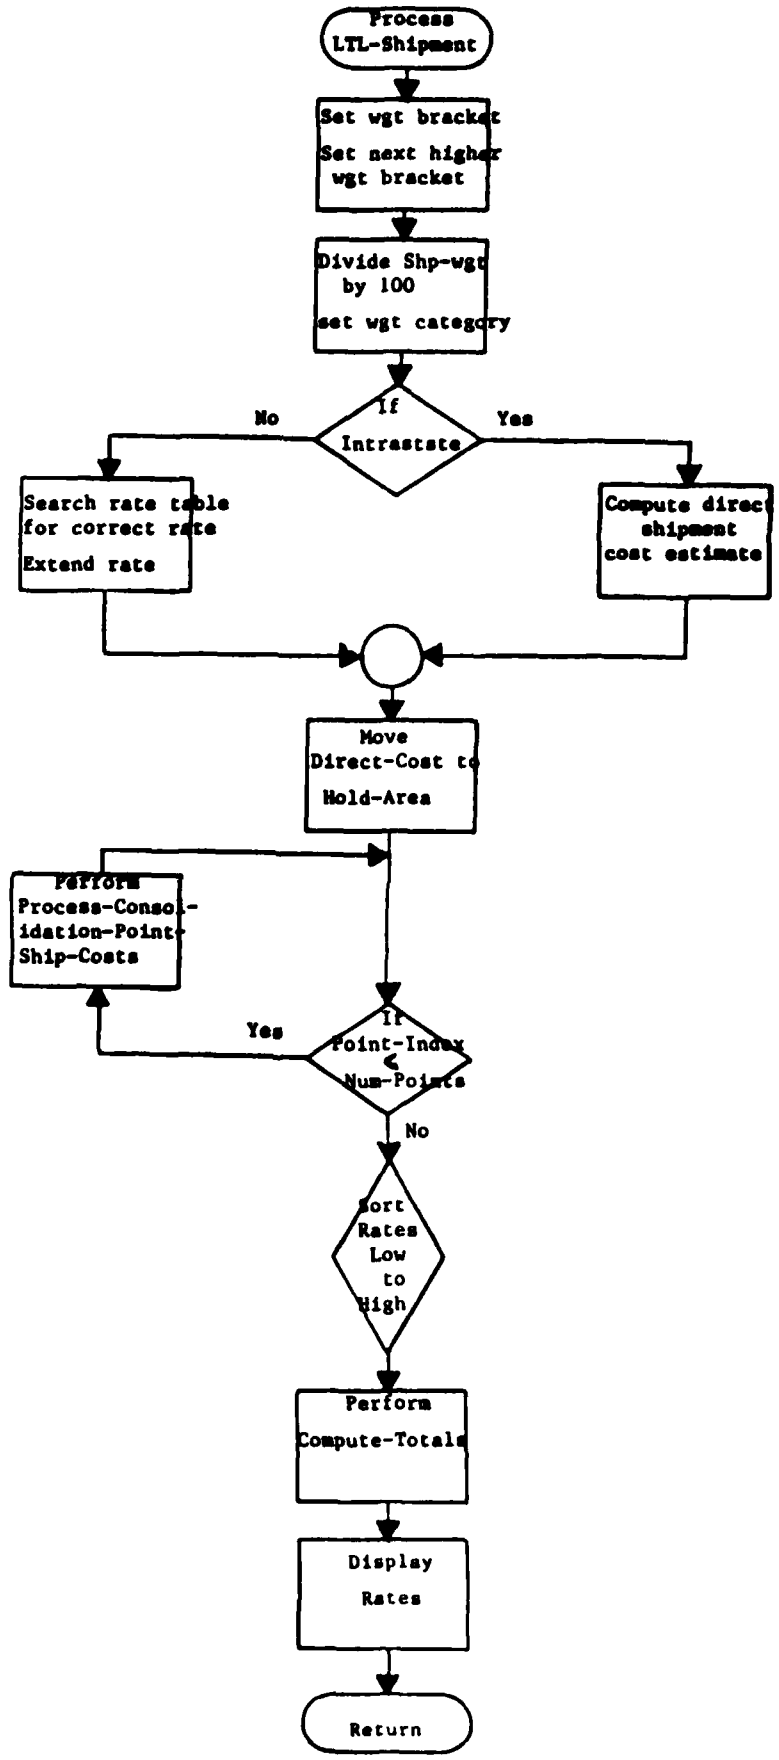 Process
LTL-Shipment
Set wgt bracket
Set next higher
wgt bracket
Divide Shp-wgt
by 100
set wgt category
If
Intrastste
No
Yes
Search rate table
for correct rate
Extend rate
Compute direct
shipment
cost estimate
Move
Direct-Cost to
Hold-Area
Perform
Process-Consol-
idation-Point-
Ship-Costs
Yes
If
Point-Index
<
Num-Points
No
Sort
Rates
Low
to
High
Perform
Compute-Totals
Display
Rates
Return